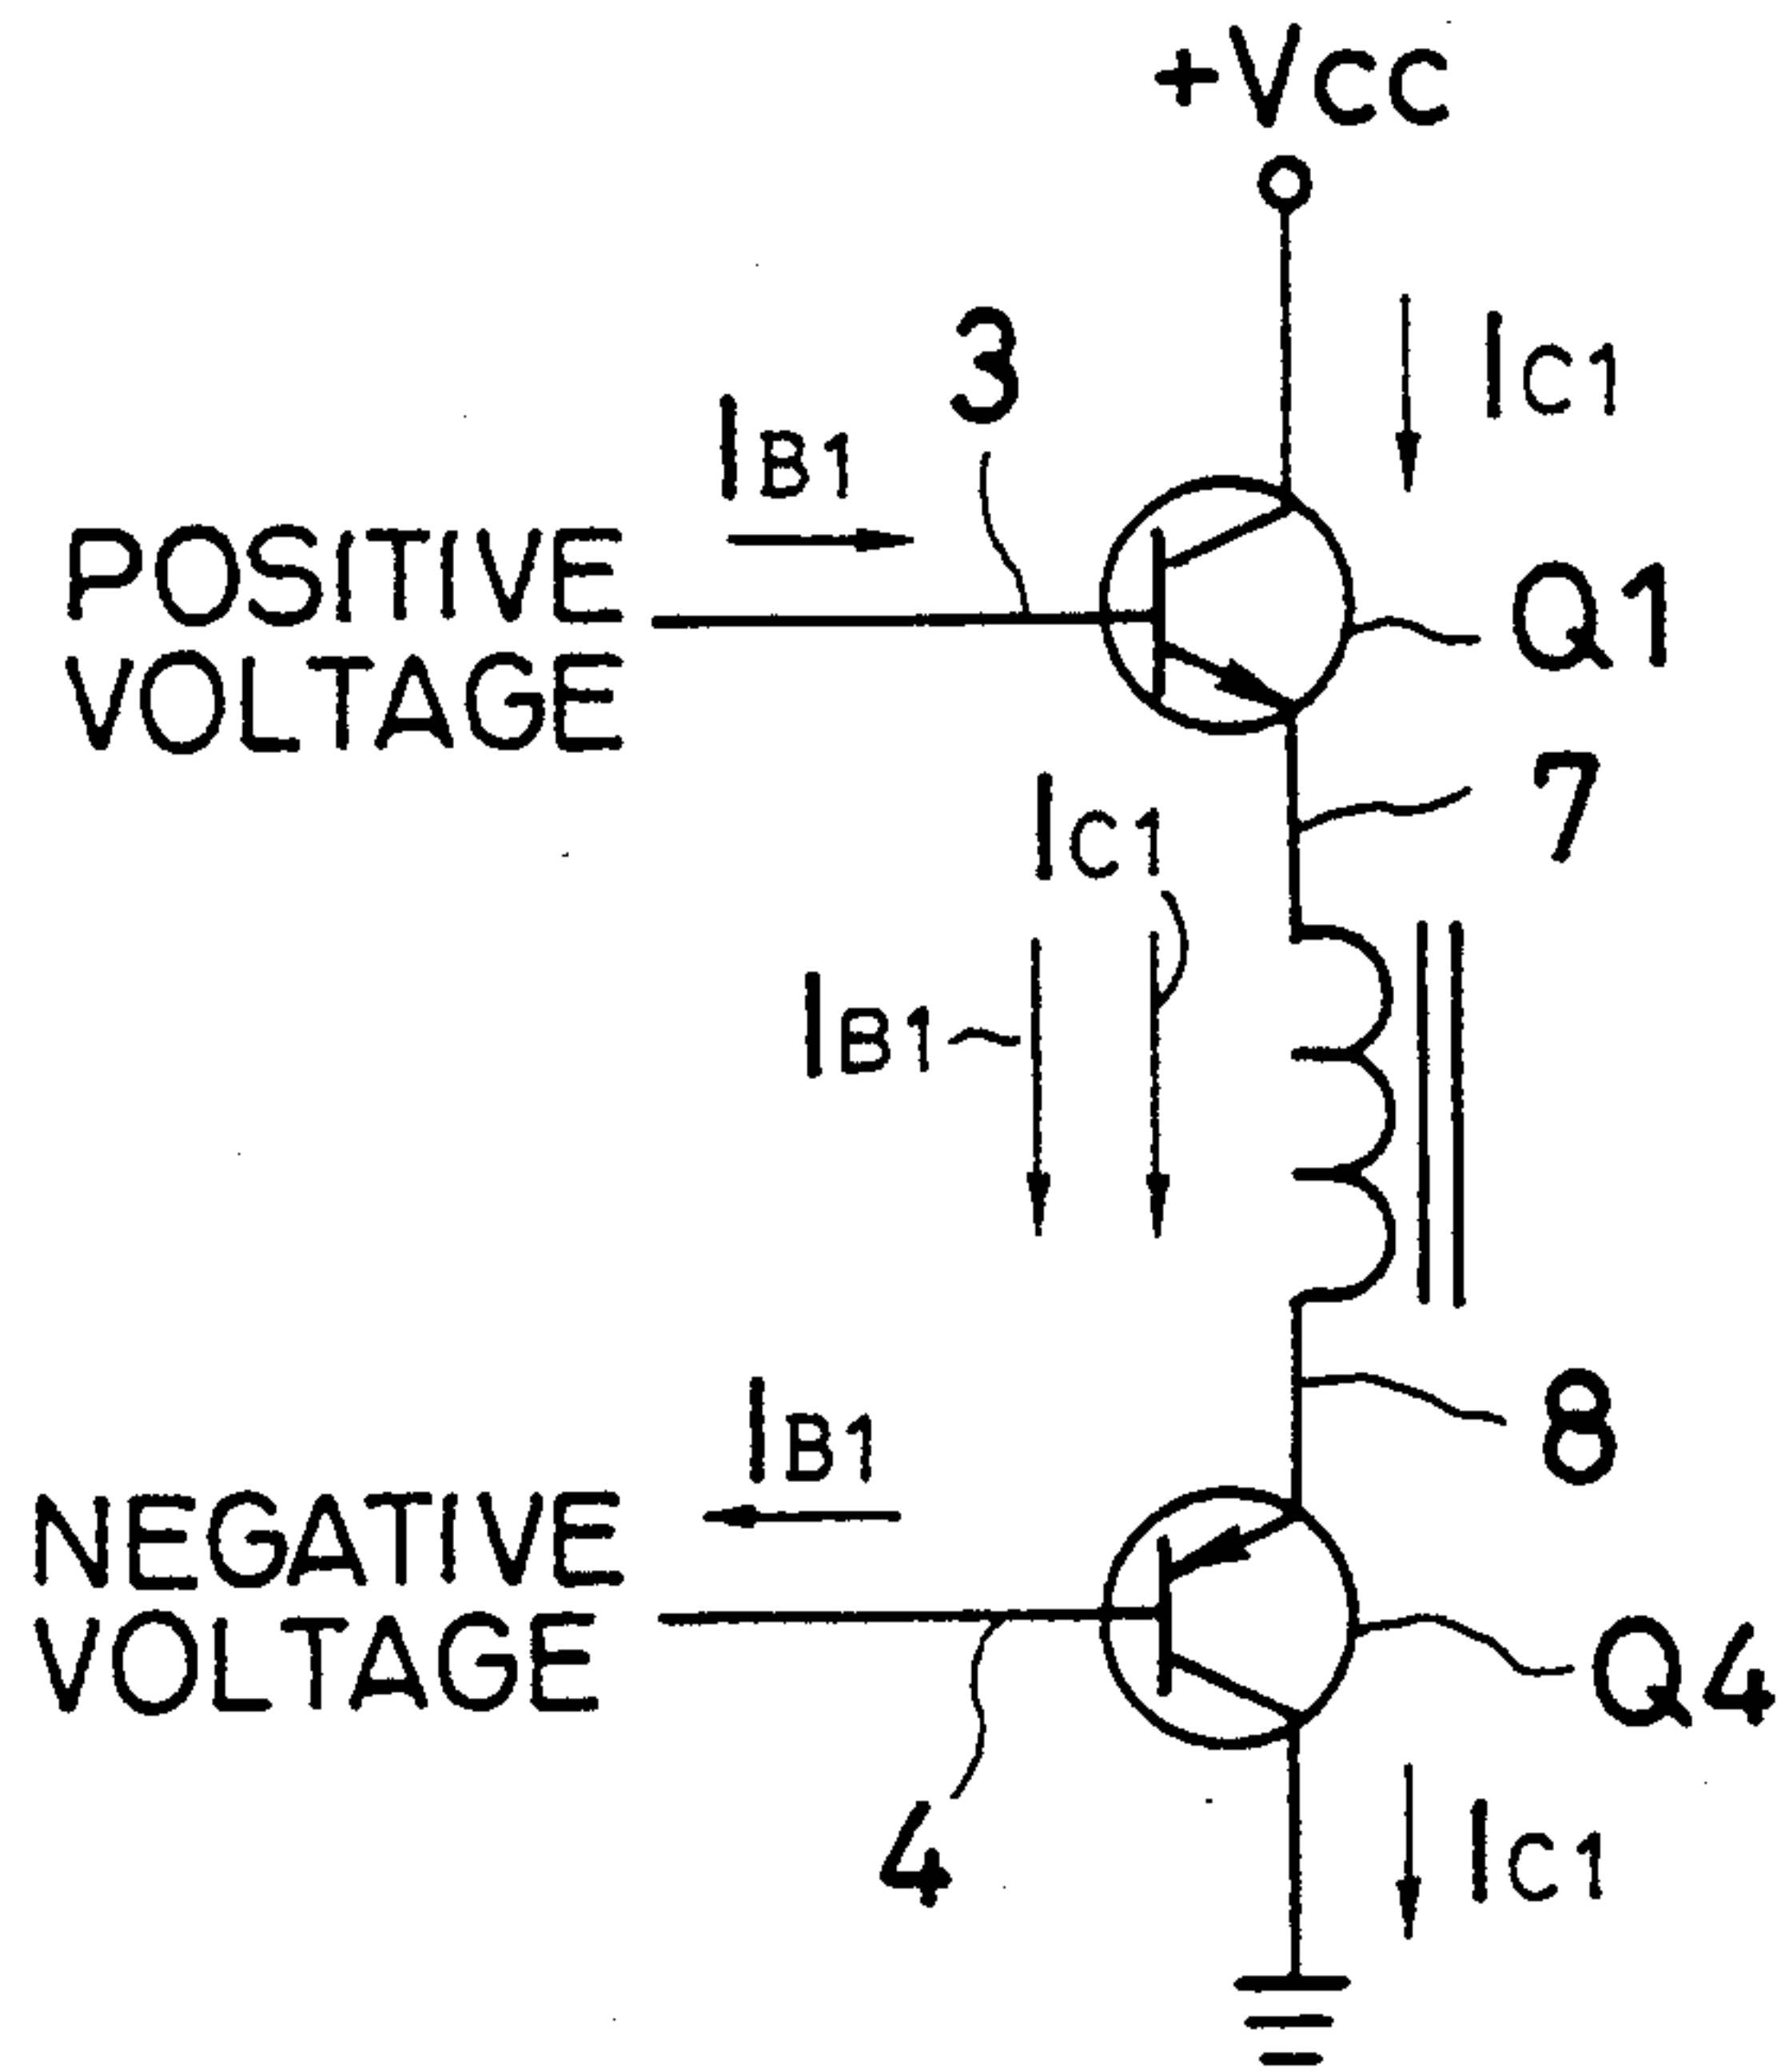 +Vcc
IC1
3
IB1
POSITIVE
VOLTAGE
Q1
7
IC1
IB1
8
IB1
NEGATIVE
VOLTAGE
Q4
4
IC1